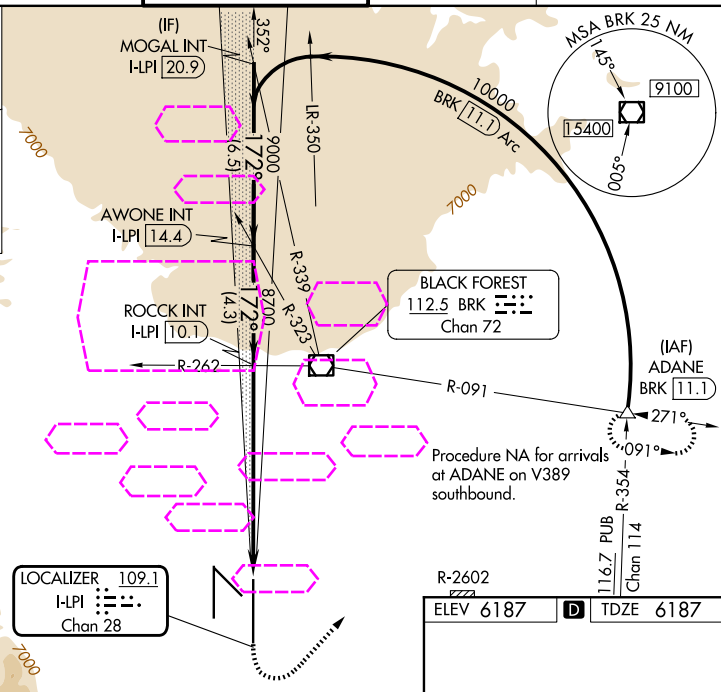 (IF)
MOGAL INT
I-LPI 20.9
352°
LR-350
10000
BRK 11.1 Arc
MSA BRK 25 NM
145°
9100
15400
005°
7000
7000
172°
(6.5)
9000
AWONE INT
I-LPI 14.4
R-339
R-323
BLACK FOREST
112.5 BRK
Chan 72
ROCCK INT
I-LPI 10.1
172°
(4.3)
8700
R-262
R-091
(IAF)
ADANE
BRK 11.1
271°
091°
Procedure NA for arrivals
at ADANE on V389
southbound.
R-354
116.7 PUB
Chan 114
LOCALIZER 109.1
I-LPI
Chan 28
R-2602
ELEV 6187 D TDZE 6187
7000